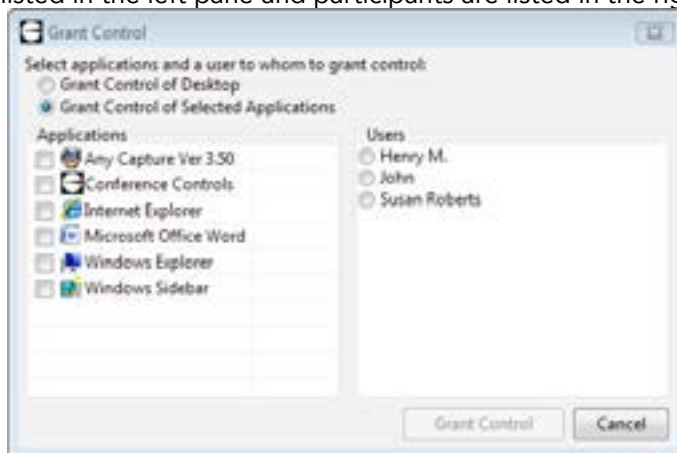 listed in the left pane and participants are listed in the
Grant Control
Select applications and a user to whom to grant control:
Grant Control of Desktop
Grant Control of Selected Applications
Applications
Users
Any Capture Ver 3.50
Conference Controls
Internet Explorer
Microsoft Office Word
Windows Explorer
Windows Sidebar
Henry M.
John
Susan Roberts
Grant Control
Cancel